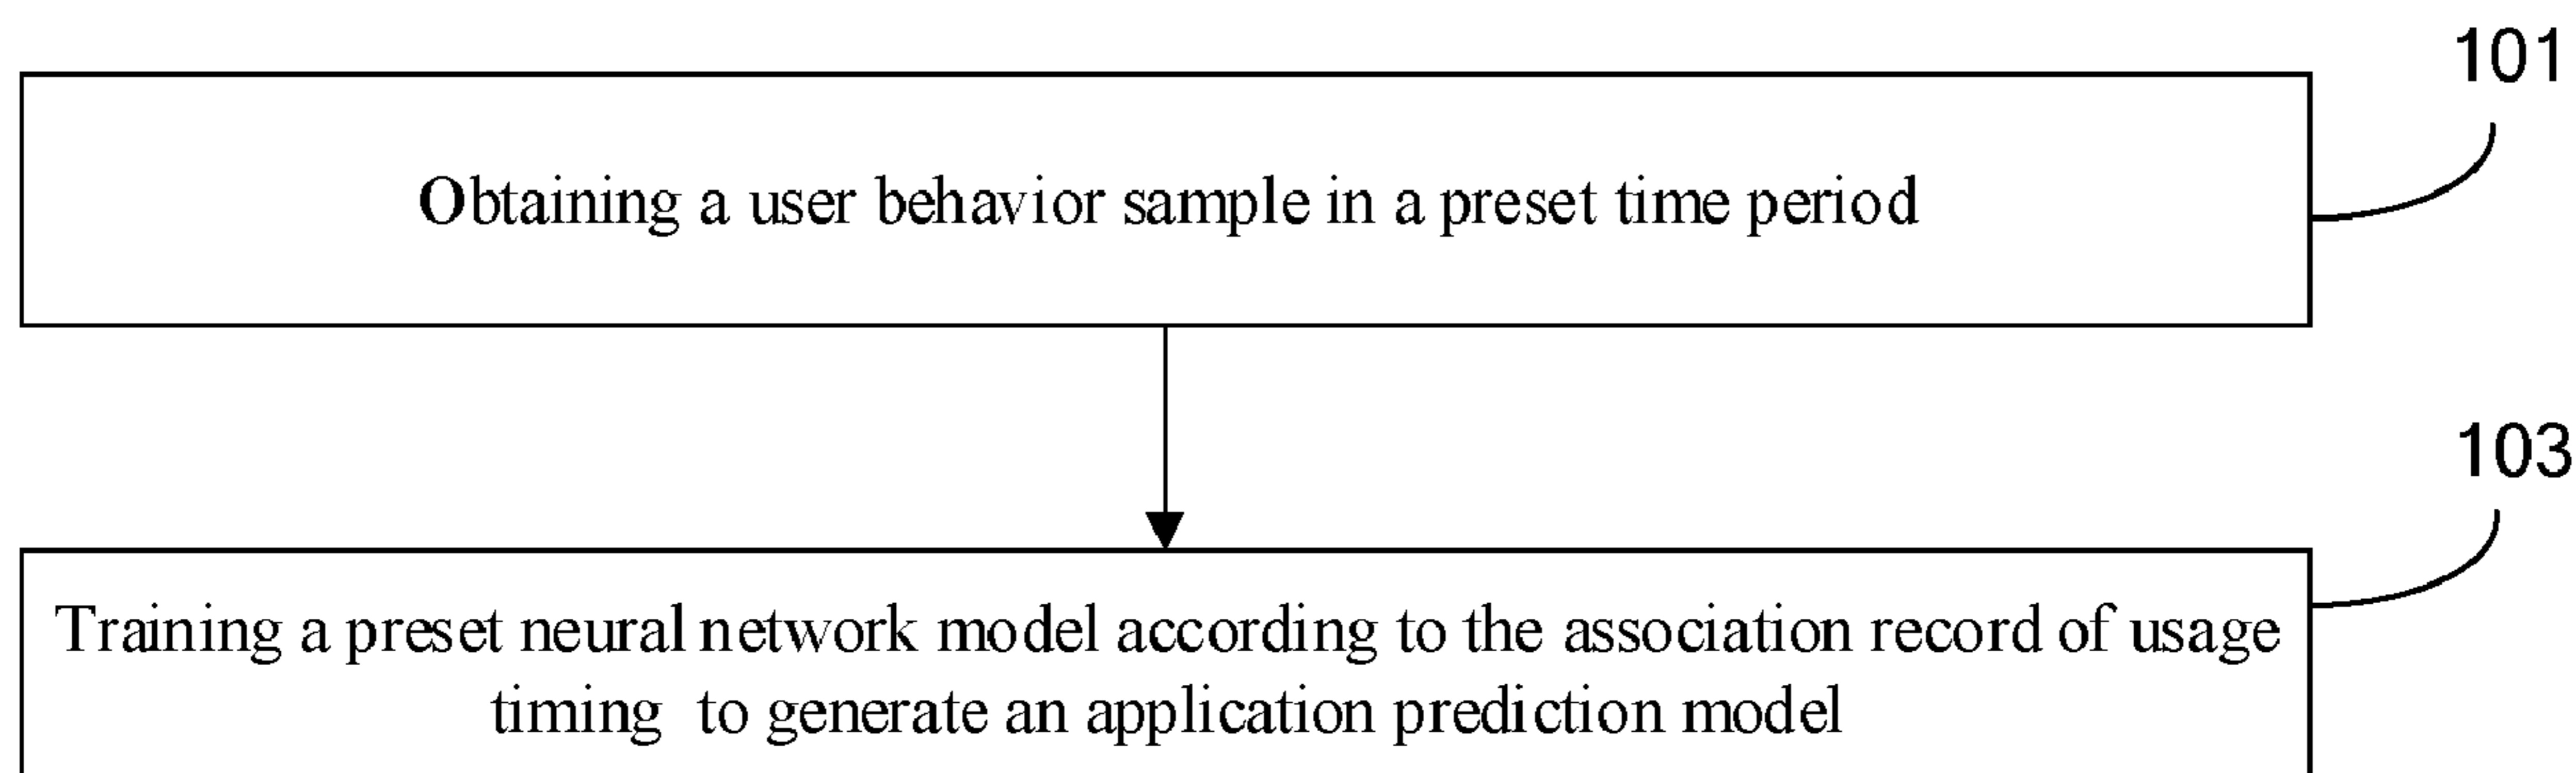 101
Obtaining a user behavior sample in a preset time period
103
Training a preset neural network model according to the association record of usage
timing to generate an application prediction model